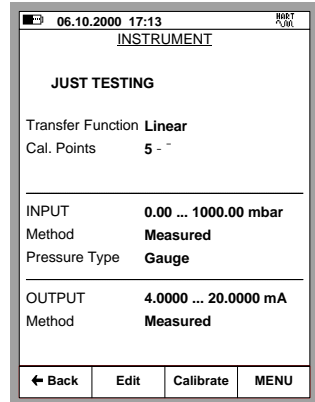 06.10.2000 17:13 HART
INSTRUMENT
JUST TESTING
Transfer Function Linear
Cal. Points 5 - ‾
INPUT 0.00 ... 1000.00 mbar
Method Measured
Pressure Type Gauge
OUTPUT 4.0000 ... 20.0000 mA
Method Measured
← Back Edit Calibrate MENU